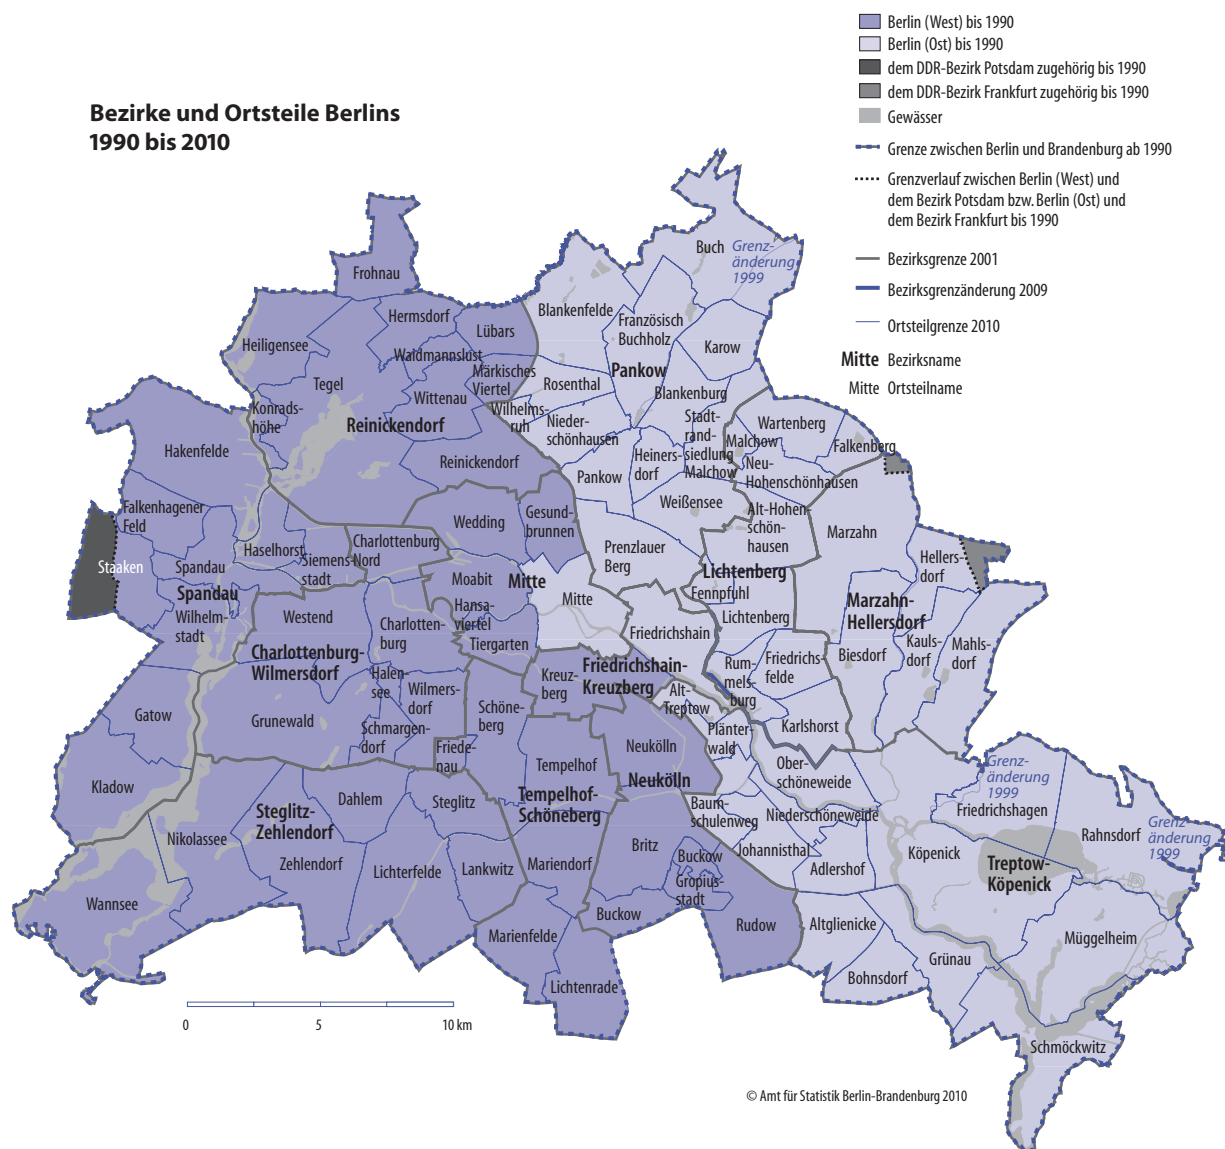 Berlin (West) bis 1990
Berlin (Ost) bis 1990
dem DDR-Bezirk Potsdam zugehörig bis 1990
dem DDR-Bezirk Frankfurt zugehörig bis 1990
Gewässer
Grenze zwischen Berlin und Brandenburg ab 1990
Grenzverlauf zwischen Berlin (West) und
dem Bezirk Potsdam bzw. Berlin (Ost) und
dem Bezirk Frankfurt bis 1990
Bezirksgrenze 2001
Bezirksgrenzänderung 2009
Ortsteilgrenze 2010
Mitte Bezirksname
Mitte Ortsteilname
Bezirke und Ortsteile Berlins
1990 bis 2010
Buch
Grenz-
änderung
1999
Frohnau
Blankenfelde
Hermsdorf
Lübars
Französisch
Buchholz
Heiligensee
Waidmannslust
Karow
Märkisches
Viertel
Pankow
Tegel
Rosenthal
Blankenburg
Wittenau
Konrads-
höhe
Wilhelms-
ruh
Nieder-
schönhausen
Stadt-
rand-
siedlung
Malchow
Wartenberg
Reinickendorf
Malchow
Falkenberg
Hakenfelde
Reinickendorf
Heiners-
dorf
Neu-
Hohenschönhausen
Pankow
Weißensee
Falkenhagener
Feld
Wedding
Gesund-
brunnen
Alt-Hohen-
schön-
hausen
Marzahn
Haselhorst
Siemens-
stadt
Charlottenburg
Nord
Prenzlauer
Berg
Hellers-
dorf
Staaken
Spandau
Moabit
Mitte
Lichtenberg
Spandau
Fennpfuhl
Mitte
Marzahn-
Hellersdorf
Wilhelm-
stadt
Westend
Hansa-
viertel
Charlotten-
burg
Lichtenberg
Tiergarten
Friedrichshain
Kauls-
dorf
Mahls-
dorf
Charlottenburg-
Wilmersdorf
Biesdorf
Friedrichshain-
Kreuzberg
Rum-
mels-
burg
Friedrichs-
felde
Halen-
see
Kreuz-
berg
Wilmers-
dorf
Alt-
Treptow
Gatow
Grunewald
Schöne-
berg
Schmargen-
dorf
Karlshorst
Plänter-
wald
Friede-
nau
Neukölln
Tempelhof
Ober-
schöneweide
Grenz-
änderung
1999
Kladow
Neukölln
Dahlem
Steglitz
Tempelhof-
Schöneberg
Baum-
schulenweg
Steglitz-
Zehlendorf
Niederschöneweide
Friedrichshagen
Grenz-
änderung
1999
Rahnsdorf
Nikolassee
Britz
Johannisthal
Köpenick
Zehlendorf
Mariendorf
Buckow
Treptow-
Köpenick
Lichterfelde
Lankwitz
Adlershof
Gropius-
stadt
Wannsee
Buckow
Rudow
Altglienicke
Marienfelde
Müggelheim
Grünau
Bohnsdorf
Lichtenrade
0 5 10 km
Schmöckwitz
© Amt für Statistik Berlin-Brandenburg 2010